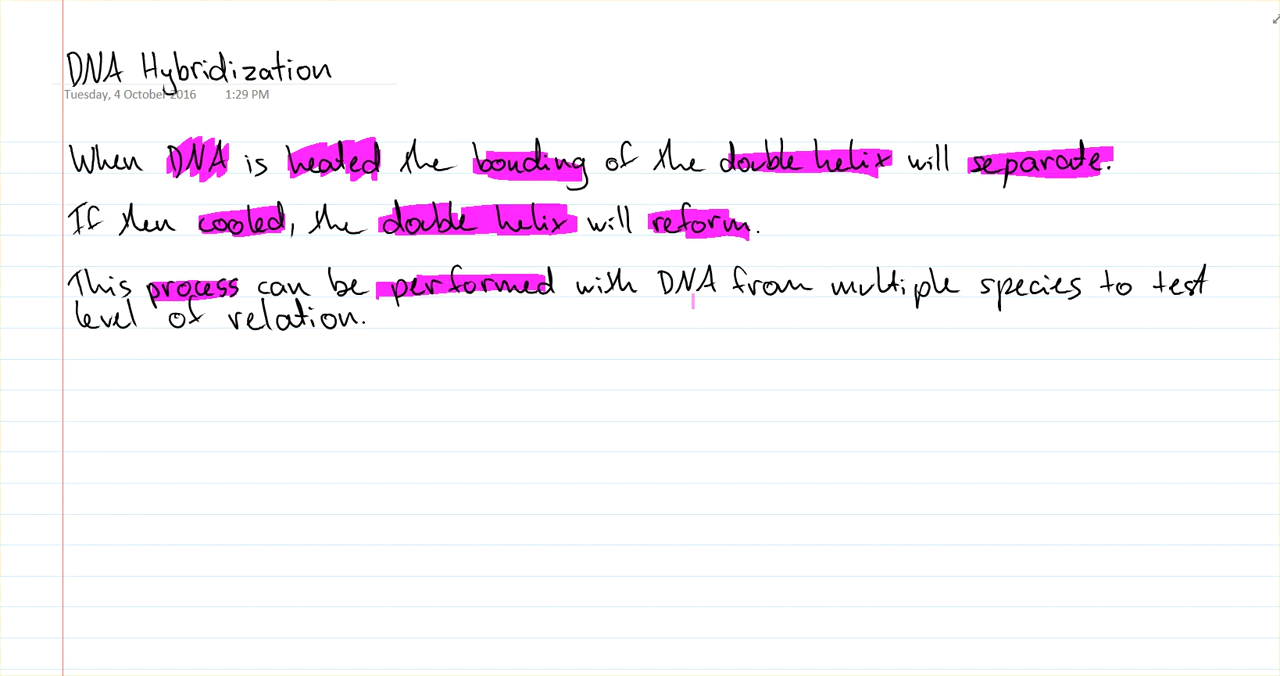 DNA Hybridization
Tuesday, 4 October 2016 1:29 PM
When DNA is heated the bonding of the double helix will separate.
If then cooled, the double helix will reform.
This process can be performed with DNA from multiple species to test
level of relation.